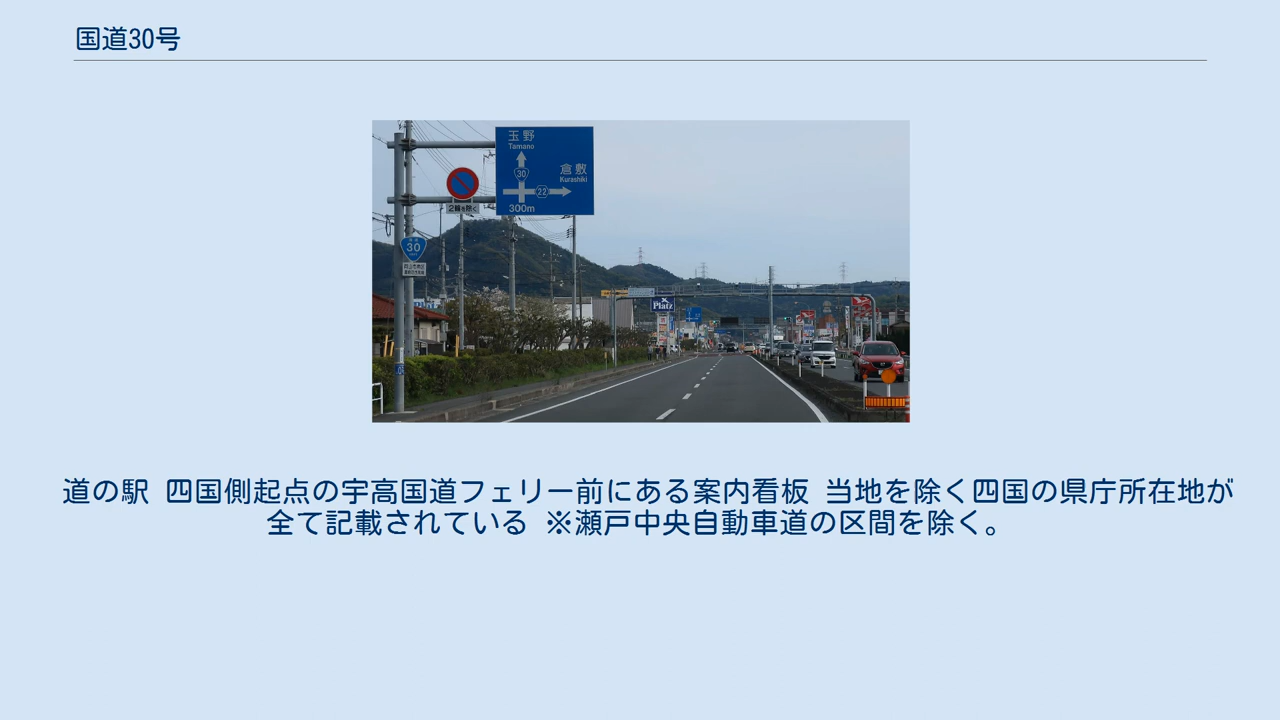 国道30号
玉野
Tamano
30
倉敷
Kurashiki
22
300m
2輪を除く
国道
30
Platz
道の駅 四国側起点の宇高国道フェリー前にある案内看板 当地を除く四国の県庁所在地が
全て記載されている ※瀬戸中央自動車道の区間を除く。